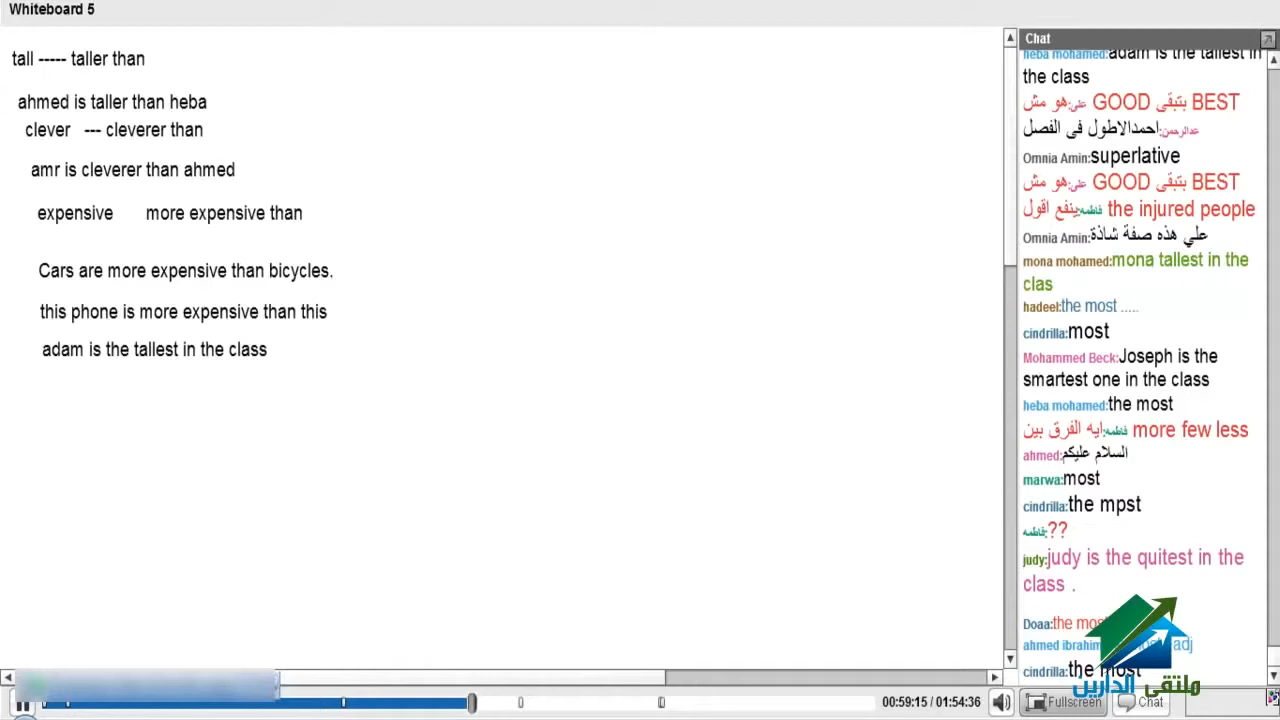 Whiteboard 5
tall ----- taller than
ahmed is taller than heba
clever --- cleverer than
amr is cleverer than ahmed
expensive more expensive than
Cars are more expensive than bicycles.
this phone is more expensive than this
adam is the tallest in the class
Chat
heba mohamed:adam is the tallest in
the class
علي:هو مش GOOD بتبقى BEST
عدالرحمن:احمدالاطول فى الفصل
Omnia Amin:superlative
علي:هو مش GOOD بتبقى BEST
فاطمه:ينفع اقول the injured people
Omnia Amin:علي هذه صفة شاذة
mona mohamed:mona tallest in the
clas
hadeel:the most .....
cindrilla:most
Mohammed Beck:Joseph is the
smartest one in the class
heba mohamed:the most
فاطمه:ايه الفرق بين more few less
ahmed:السلام عليكم
marwa:most
cindrilla:the mpst
فاطمه:??
judy:judy is the quitest in the
class .
Doaa:the most
ahmed ibrahim adj
cindrilla:the most
ملتقى الدارين
00:59:15 / 01:54:36
Fullscreen
Chat